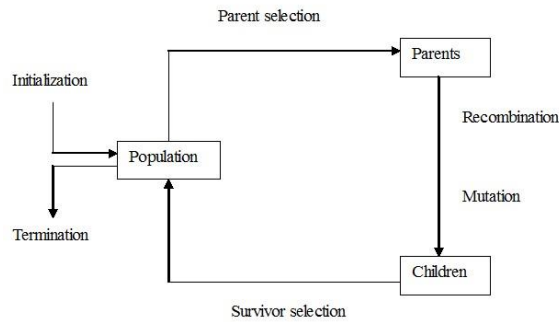 Parent selection
Parents
Initialization
Recombination
Population
Mutation
Termination
Children
Survivor selection